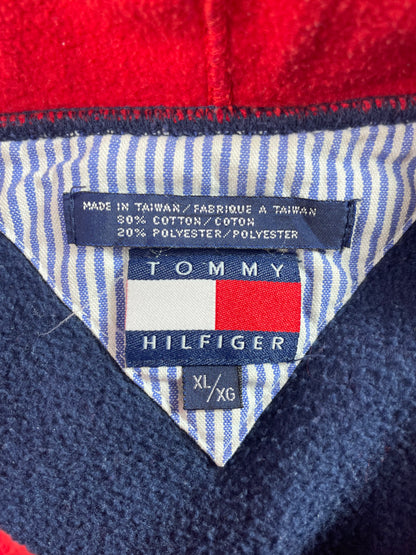 MADE IN TAIWAN / FABRIQUE A TAIWAN
80% COTTON / COTON
20% POLYESTER/POLYESTER
TOMMY
HILFIGER
XL/XG